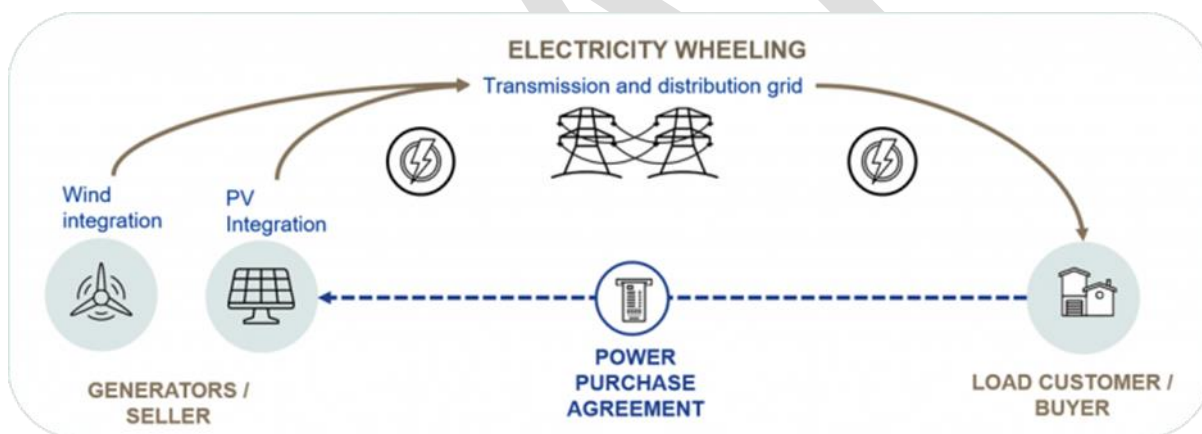 ELECTRICITY WHEELING
Transmission and distribution grid
Wind
integration
PV
Integration
POWER
PURCHASE
AGREEMENT
GENERATORS /
SELLER
LOAD CUSTOMER /
BUYER